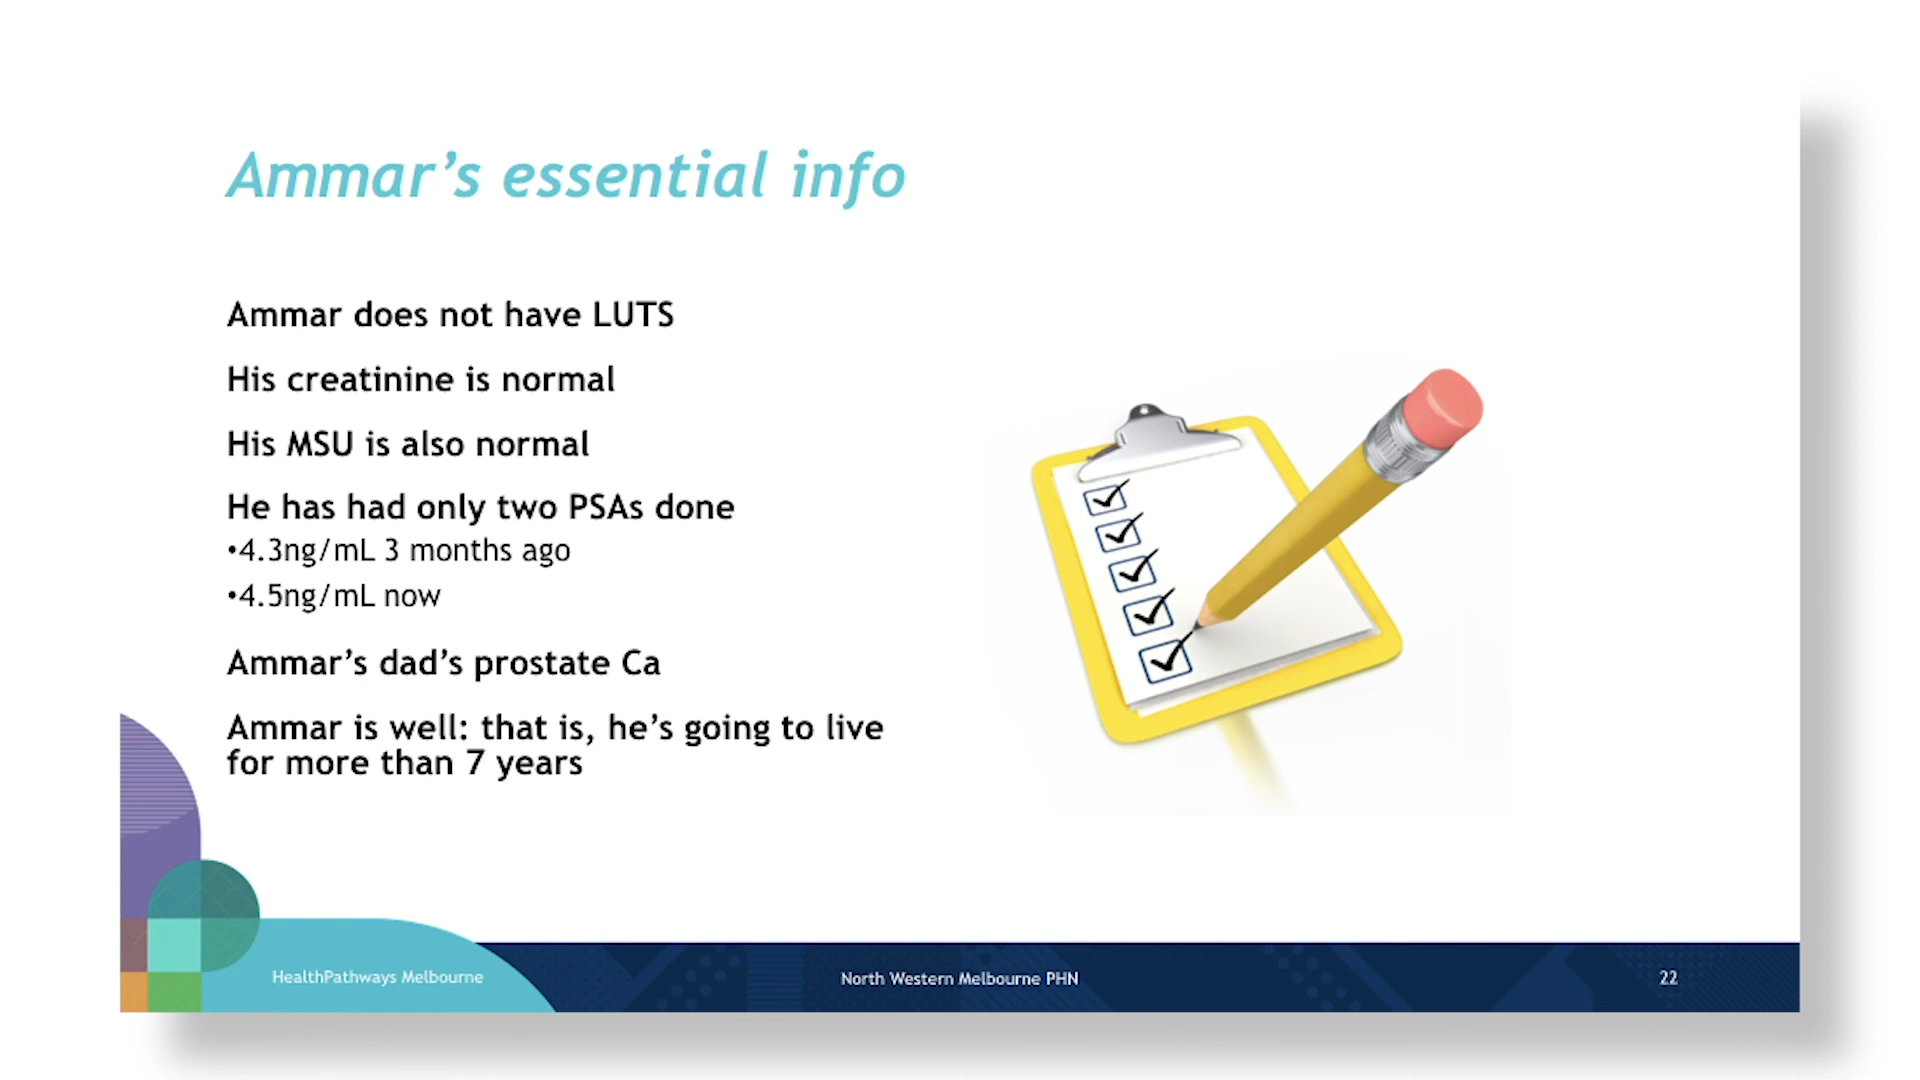 Ammar’s essential info
Ammar does not have LUTS
His creatinine is normal
His MSU is also normal
He has had only two PSAs done
•4.3ng/mL 3 months ago
•4.5ng/mL now
Ammar’s dad’s prostate Ca
Ammar is well: that is, he’s going to live
for more than 7 years
HealthPathways Melbourne
North Western Melbourne PHN
22